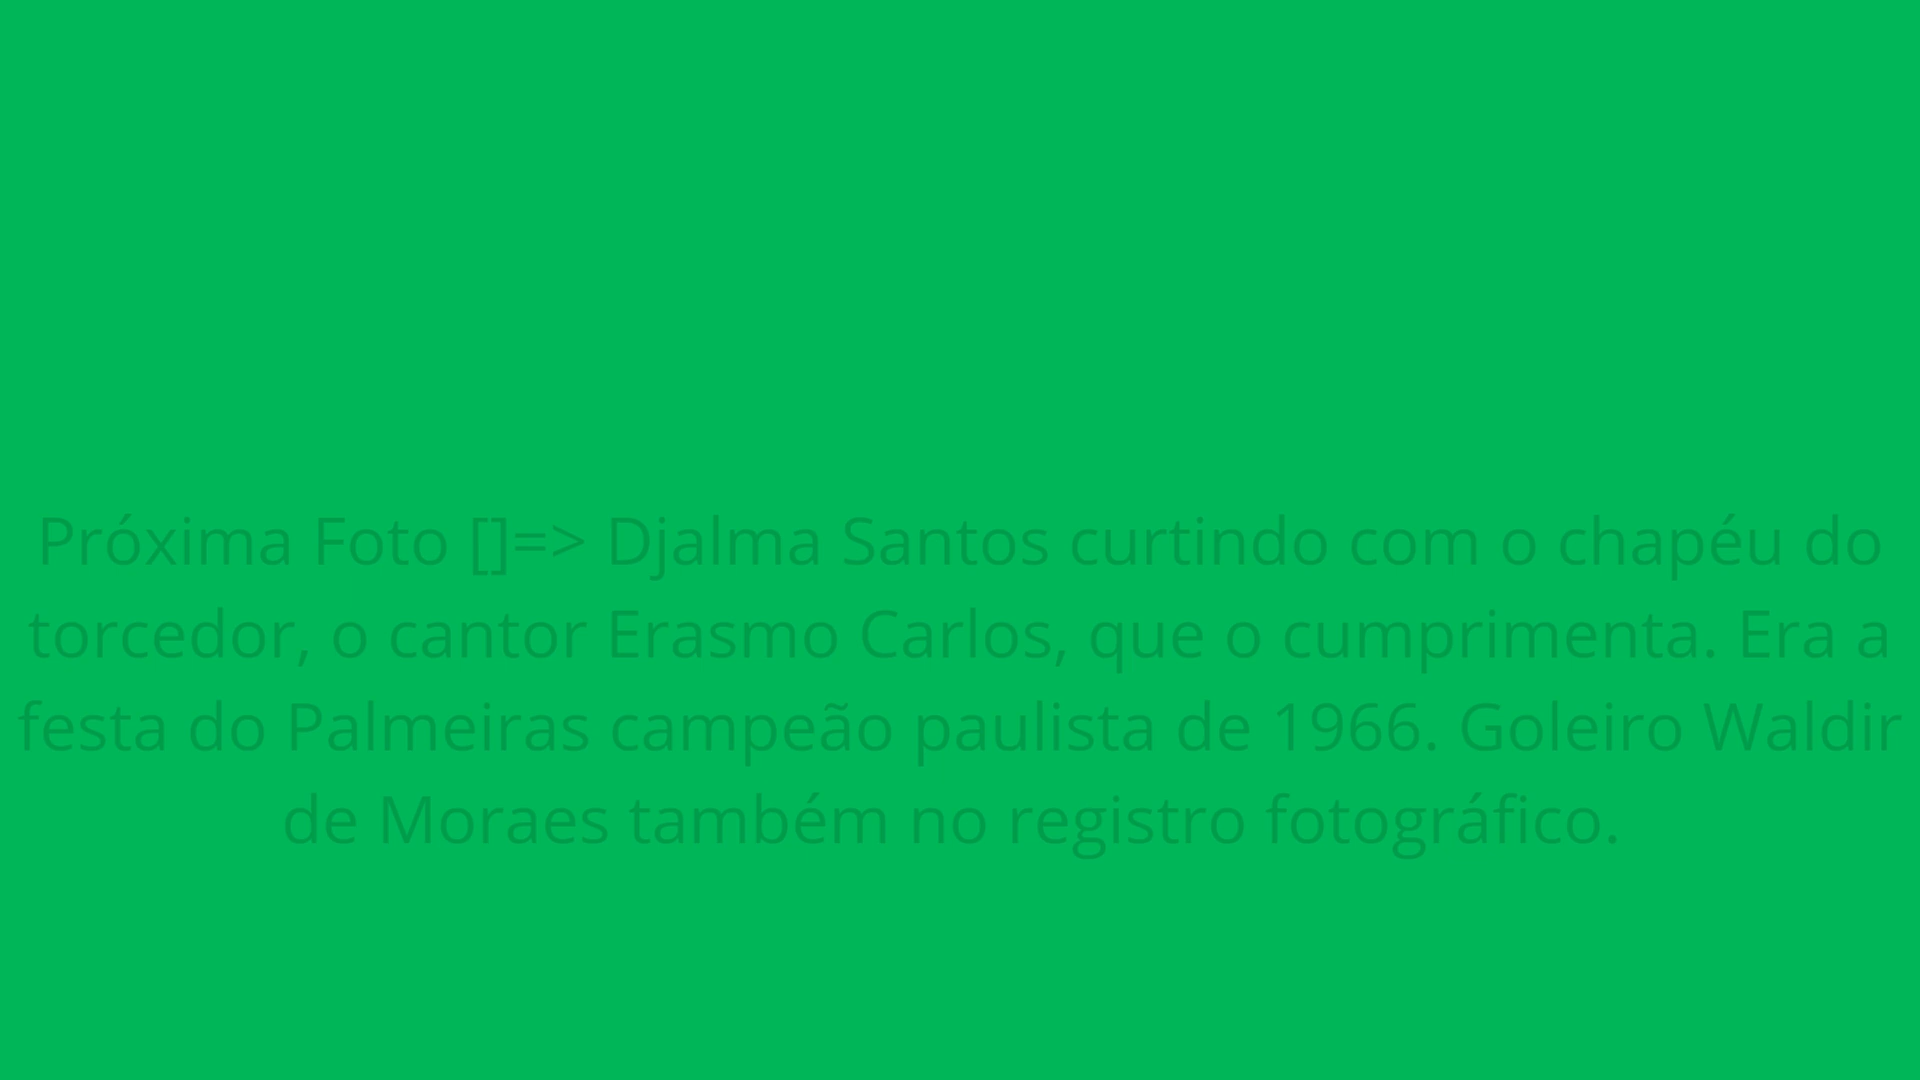 Próxima Foto []=> Djalma Santos curtindo com o chapéu do
torcedor, o cantor Erasmo Carlos, que o cumprimenta. Era a
festa do Palmeiras campeão paulista de 1966. Goleiro Waldir
de Moraes também no registro fotográfico.